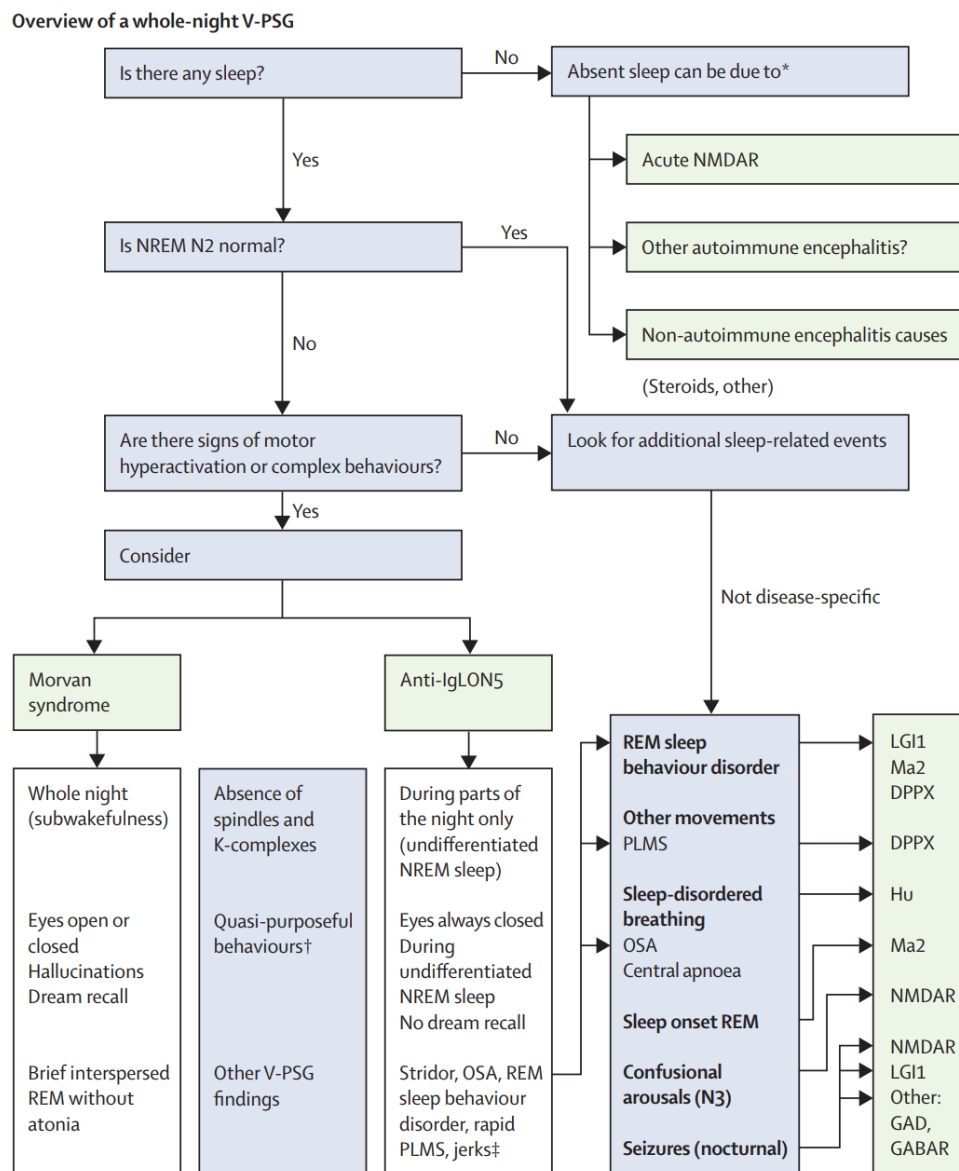 Overview of a whole-night V-PSG
Is there any sleep?
No
Absent sleep can be due to*
Yes
Acute NMDAR
Other autoimmune encephalitis?
Non-autoimmune encephalitis causes
(Steroids, other)
Is NREM N2 normal?
Yes
No
Are there signs of motor
hyperactivation or complex behaviours?
No
Look for additional sleep-related events
Yes
Consider
Not disease-specific
Morvan
syndrome
Anti-IgLON5
Whole night
(subwakefulness)
Absence of
spindles and
K-complexes
During parts of
the night only
(undifferentiated
NREM sleep)
Eyes open or
closed
Hallucinations
Dream recall
Quasi-purposeful
behaviours†
Eyes always closed
During
undifferentiated
NREM sleep
No dream recall
Brief interspersed
REM without
atonia
Other V-PSG
findings
Stridor, OSA, REM
sleep behaviour
disorder, rapid
PLMS, jerks‡
REM sleep
behaviour disorder
Other movements
PLMS
Sleep-disordered
breathing
OSA
Central apnoea
Sleep onset REM
Confusional
arousals (N3)
Seizures (nocturnal)
LGI1
Ma2
DPPX
DPPX
Hu
Ma2
NMDAR
NMDAR
LGI1
Other:
GAD,
GABAR